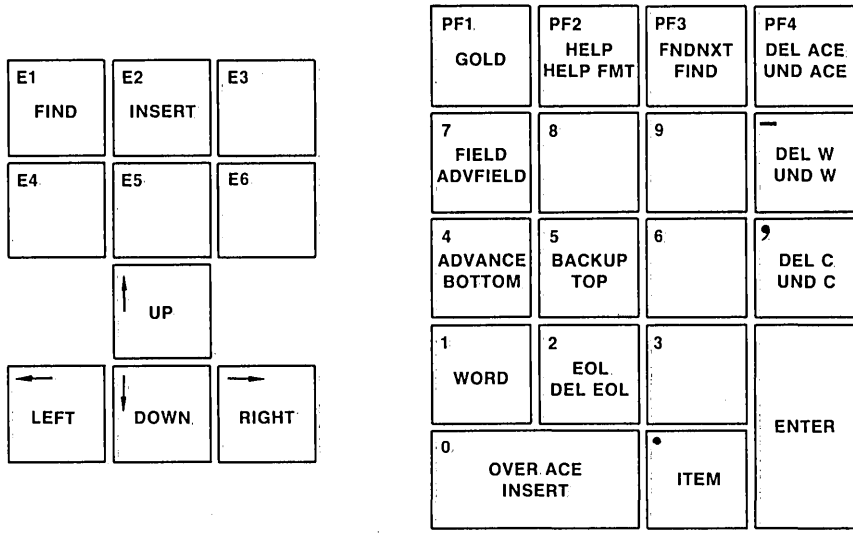 E1
FIND
E2
INSERT
E3
E4
E5
E6
UP
LEFT
DOWN
RIGHT
PF1
GOLD
PF2
HELP
HELP FMT
PF3
FNDNXT
FIND
PF4
DEL ACE
UND ACE
7
FIELD
ADVFIELD
8
9
–
DEL W
UND W
4
ADVANCE
BOTTOM
5
BACKUP
TOP
6
,
DEL C
UND C
1
WORD
2
EOL
DEL EOL
3
ENTER
0
OVER ACE
INSERT
.
ITEM